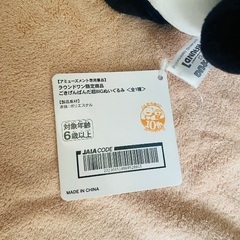 【アミューズメント専用景品】
ラウンドワン限定景品
ごきげんぱんだ超BIGぬいぐるみ <全1種>
【製品素材】
本体:ポリエステル
対象年齢
6歳以上
JAIA CODE
MADE IN CHINA